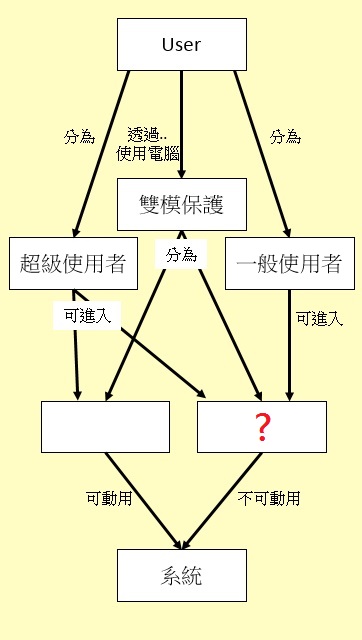 User
分為
透過..
使用電腦
分為
雙模保護
超級使用者
分為
一般使用者
可進入
可進入
?
可動用
不可動用
系統